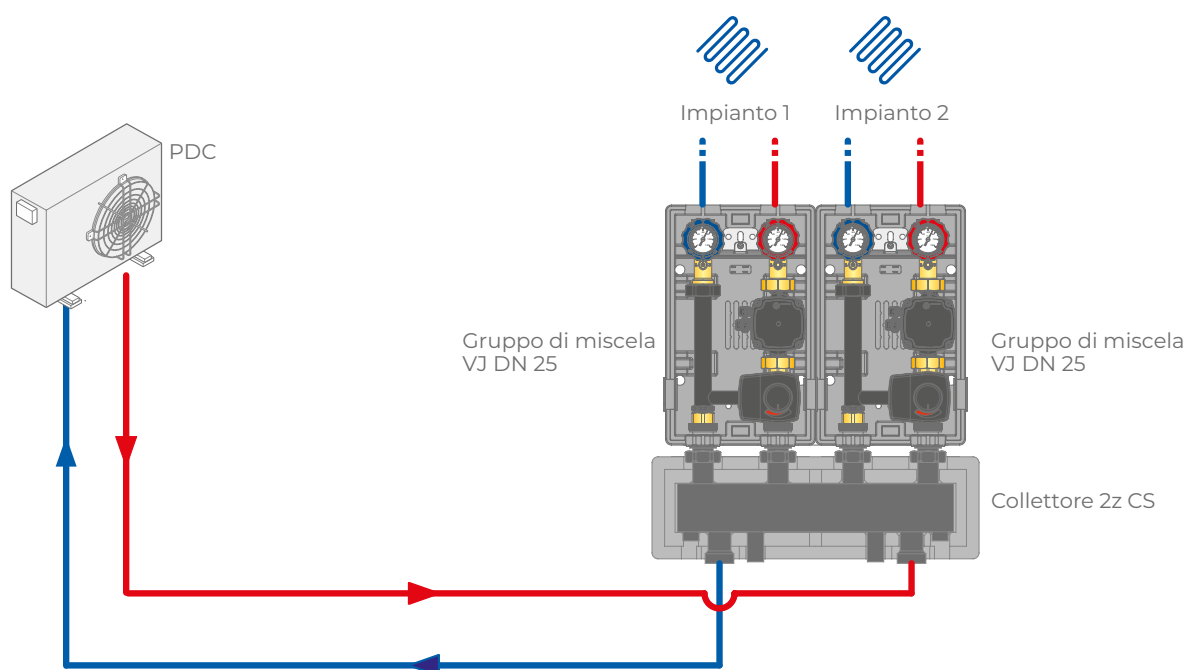 Impianto 1
Impianto 2
PDC
Gruppo di miscela
VJ DN 25
Gruppo di miscela
VJ DN 25
Collettore 2z CS